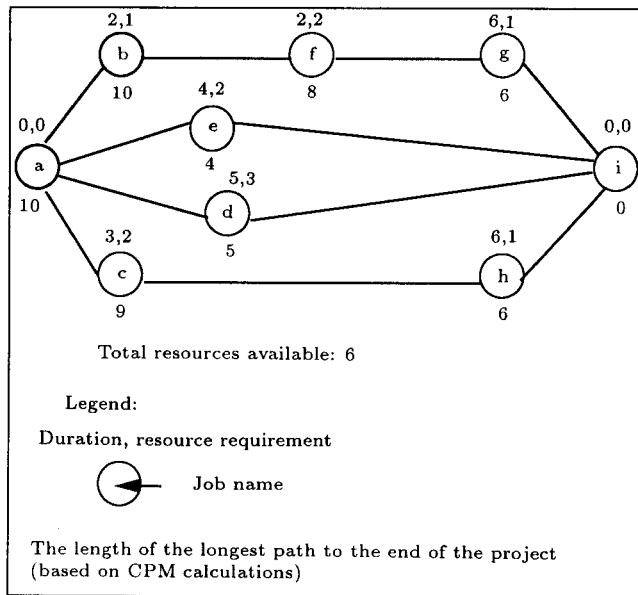 2,1
2,2
6,1
b
f
g
10
8
6
4,2
e
4
0,0
a
10
0,0
i
0
5,3
d
5
3,2
c
9
6,1
h
6
Total resources available: 6
Legend:
Duration, resource requirement
Job name
The length of the longest path to the end of the project
(based on CPM calculations)